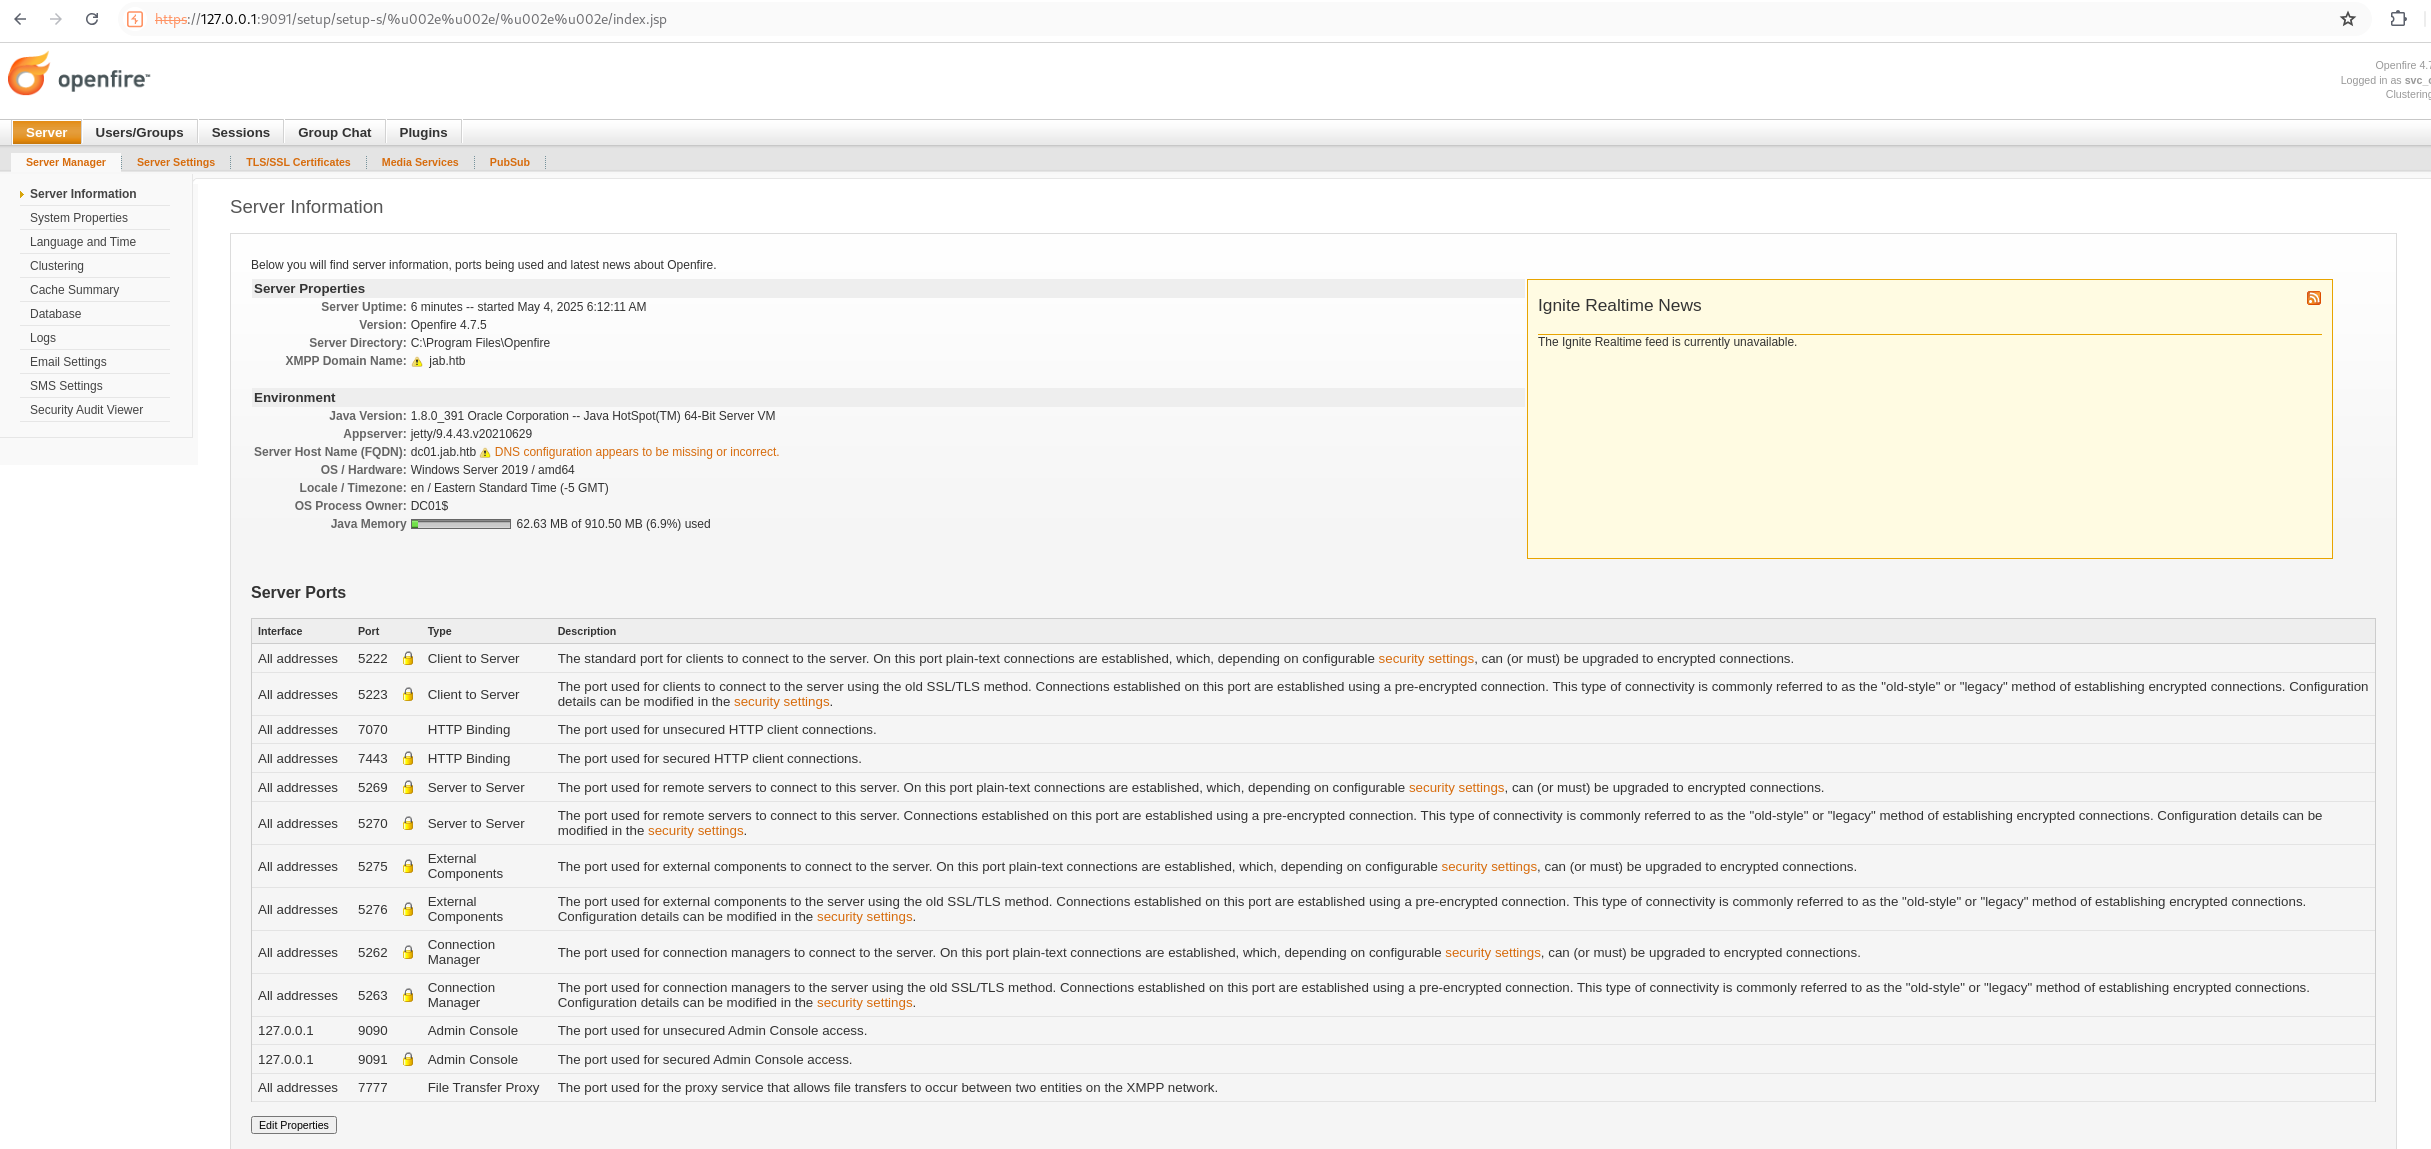 https://127.0.0.1:9091/setup/setup-s/%u002e%u002e/%u002e%u002e/index.jsp
openfire™
Openfire 4.7
Logged in as svc_
Clustering
Server Users/Groups Sessions Group Chat Plugins
Server Manager Server Settings TLS/SSL Certificates Media Services PubSub
Server Information
System Properties
Language and Time
Clustering
Cache Summary
Database
Logs
Email Settings
SMS Settings
Security Audit Viewer
Server Information
Below you will find server information, ports being used and latest news about Openfire.
Server Properties
Server Uptime: 6 minutes -- started May 4, 2025 6:12:11 AM
Version: Openfire 4.7.5
Server Directory: C:\Program Files\Openfire
XMPP Domain Name: jab.htb
Environment
Java Version: 1.8.0_391 Oracle Corporation -- Java HotSpot(TM) 64-Bit Server VM
Appserver: jetty/9.4.43.v20210629
Server Host Name (FQDN): dc01.jab.htb DNS configuration appears to be missing or incorrect.
OS / Hardware: Windows Server 2019 / amd64
Locale / Timezone: en / Eastern Standard Time (-5 GMT)
OS Process Owner: DC01$
Java Memory 62.63 MB of 910.50 MB (6.9%) used
Ignite Realtime News
The Ignite Realtime feed is currently unavailable.
Server Ports
Interface Port Type Description
All addresses 5222 Client to Server The standard port for clients to connect to the server. On this port plain-text connections are established, which, depending on configurable security settings, can (or must) be upgraded to encrypted connections.
All addresses 5223 Client to Server The port used for clients to connect to the server using the old SSL/TLS method. Connections established on this port are established using a pre-encrypted connection. This type of connectivity is commonly referred to as the "old-style" or "legacy" method of establishing encrypted connections. Configuration
details can be modified in the security settings.
All addresses 7070 HTTP Binding The port used for unsecured HTTP client connections.
All addresses 7443 HTTP Binding The port used for secured HTTP client connections.
All addresses 5269 Server to Server The port used for remote servers to connect to this server. On this port plain-text connections are established, which, depending on configurable security settings, can (or must) be upgraded to encrypted connections.
All addresses 5270 Server to Server The port used for remote servers to connect to this server. Connections established on this port are established using a pre-encrypted connection. This type of connectivity is commonly referred to as the "old-style" or "legacy" method of establishing encrypted connections. Configuration details can be
modified in the security settings.
All addresses 5275 External
Components The port used for external components to connect to the server. On this port plain-text connections are established, which, depending on configurable security settings, can (or must) be upgraded to encrypted connections.
All addresses 5276 External
Components The port used for external components to the server using the old SSL/TLS method. Connections established on this port are established using a pre-encrypted connection. This type of connectivity is commonly referred to as the "old-style" or "legacy" method of establishing encrypted connections.
Configuration details can be modified in the security settings.
All addresses 5262 Connection
Manager The port used for connection managers to connect to the server. On this port plain-text connections are established, which, depending on configurable security settings, can (or must) be upgraded to encrypted connections.
All addresses 5263 Connection
Manager The port used for connection managers to the server using the old SSL/TLS method. Connections established on this port are established using a pre-encrypted connection. This type of connectivity is commonly referred to as the "old-style" or "legacy" method of establishing encrypted connections.
Configuration details can be modified in the security settings.
127.0.0.1 9090 Admin Console The port used for unsecured Admin Console access.
127.0.0.1 9091 Admin Console The port used for secured Admin Console access.
All addresses 7777 File Transfer Proxy The port used for the proxy service that allows file transfers to occur between two entities on the XMPP network.
Edit Properties